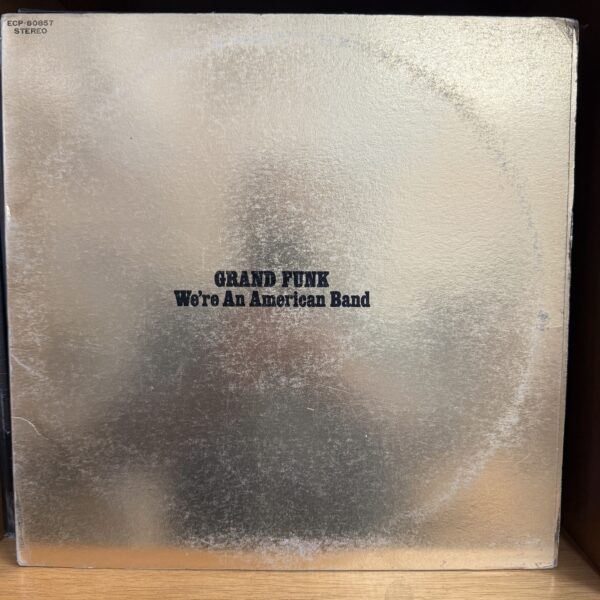 ECP-80857
STEREO
GRAND FUNK
We're An American Band